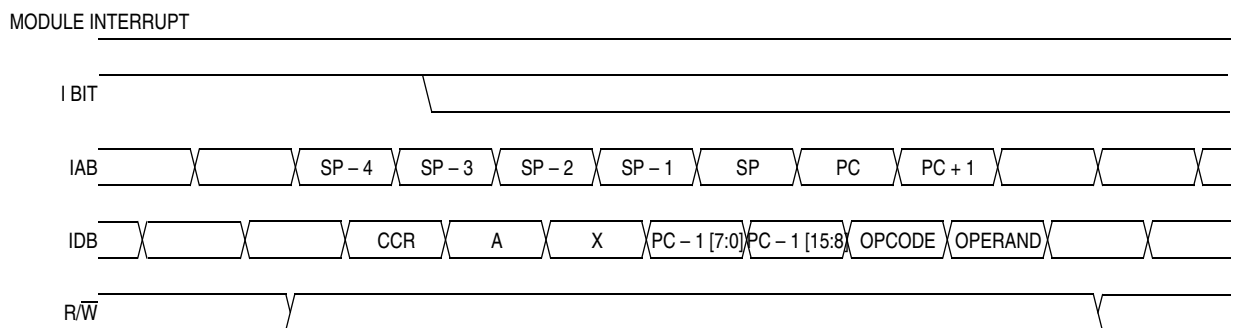 MODULE INTERRUPT
I BIT
IAB SP – 4 SP – 3 SP – 2 SP – 1 SP PC PC + 1
IDB CCR A X PC – 1 [7:0] PC – 1 [15:8] OPCODE OPERAND
R/W̅